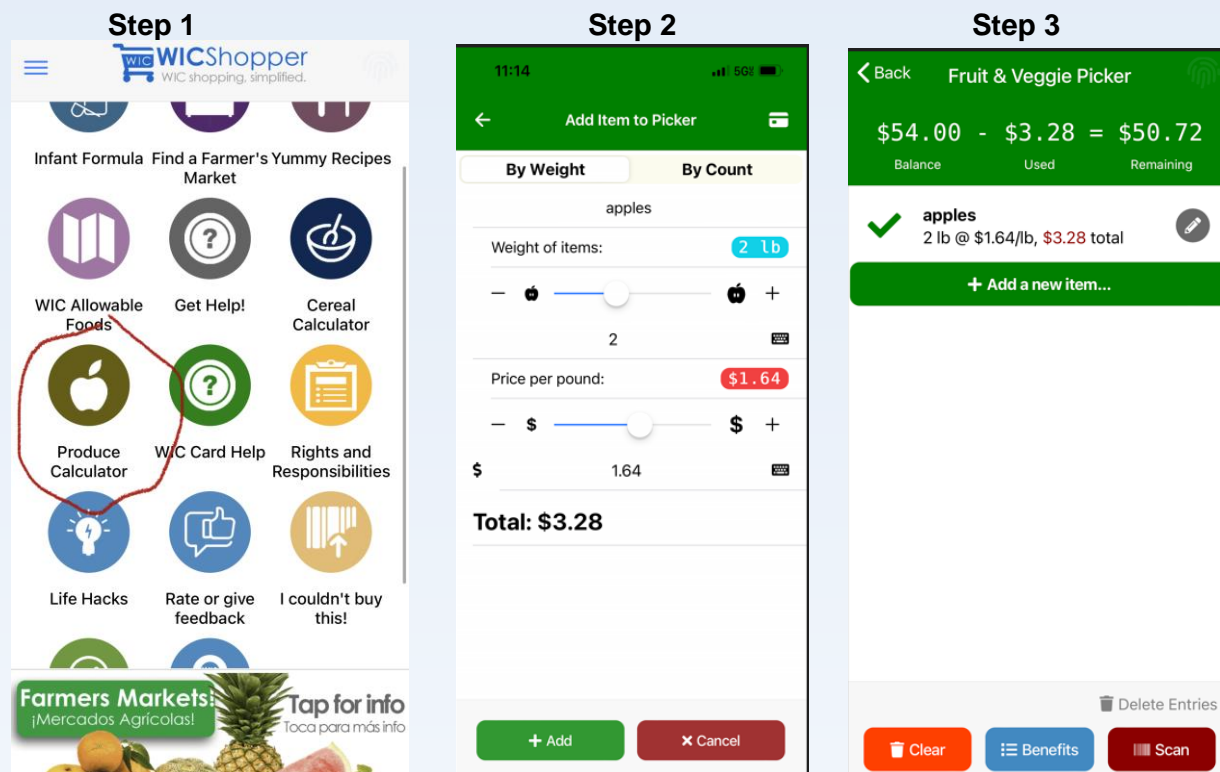 Step 1
WIC WICShopper
WIC shopping, simplified.
Infant Formula
Find a Farmer's Market
Yummy Recipes
WIC Allowable
Foods
Get Help!
Cereal
Calculator
?
Produce
Calculator
?
WIC Card Help
Rights and
Responsibilities
Life Hacks
Rate or give
feedback
I couldn't buy
this!
Farmers Markets!
¡Mercados Agrícolas!
Tap for info
Toca para más info
Step 2
11:14
5G
Add Item to Picker
By Weight By Count
apples
Weight of items: 2 lb
− +
2
Price per pound: $1.64
− $ $ +
$ 1.64
Total: $3.28
+ Add × Cancel
Step 3
Back Fruit & Veggie Picker
$54.00 - $3.28 = $50.72
Balance Used Remaining
apples
2 lb @ $1.64/lb, $3.28 total
+ Add a new item...
Delete Entries
Clear Benefits Scan